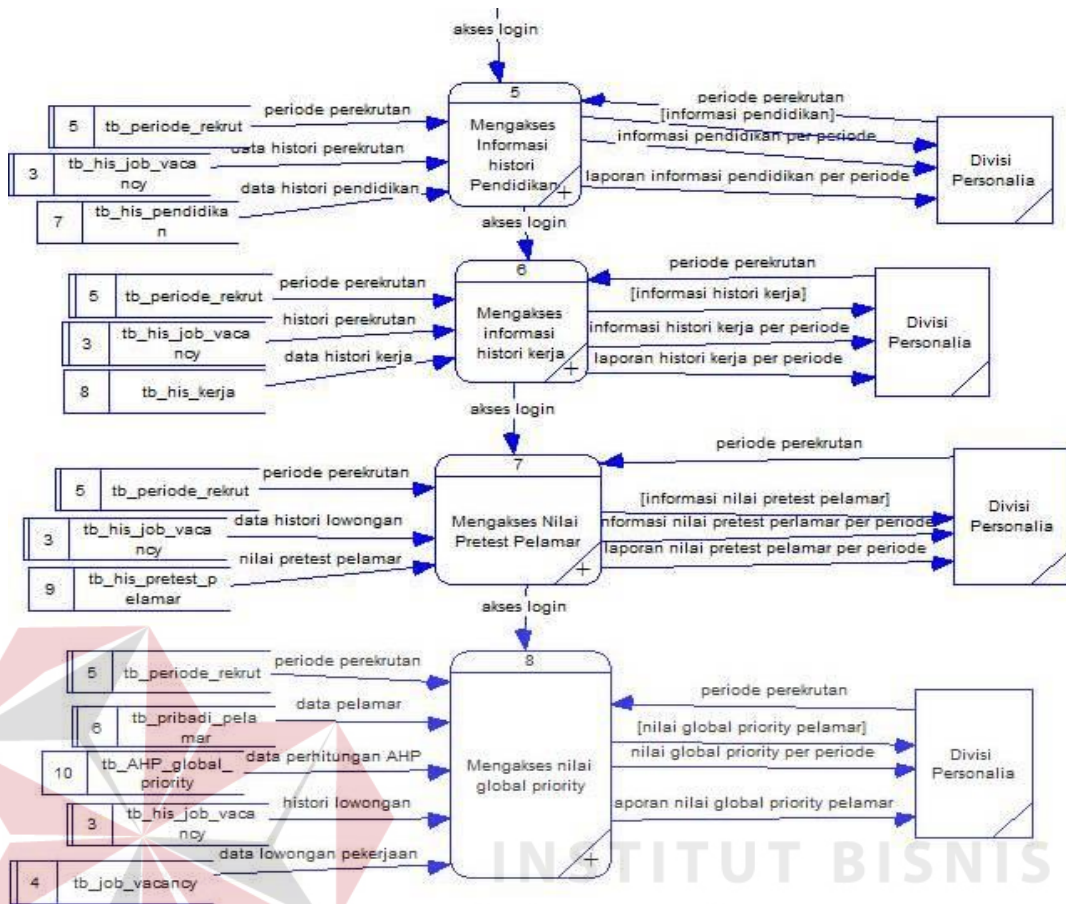 akses login
5
Mengakses
Informasi
histori
Pendidikan
5
tb_periode_rekrut
periode perekrutan
3
tb_his_job_vaca
ncy
data histori perekrutan
7
tb_his_pendidika
n
data histori pendidikan
periode perekrutan
[informasi pendidikan]
informasi pendidikan per periode
laporan informasi pendidikan per periode
Divisi
Personalia
akses login
6
Mengakses
informasi
histori kerja
5
tb_periode_rekrut
periode perekrutan
3
tb_his_job_vaca
ncy
histori perekrutan
8
tb_his_kerja
data histori kerja
periode perekrutan
[informasi histori kerja]
informasi histori kerja per periode
laporan histori kerja per periode
Divisi
Personalia
akses login
7
Mengakses Nilai
Pretest Pelamar
5
tb_periode_rekrut
periode perekrutan
3
tb_his_job_vaca
ncy
data histori lowongan
9
tb_his_pretest_p
elamar
nilai pretest pelamar
periode perekrutan
[informasi nilai pretest pelamar]
nformasi nilai pretest perlamar per periode
laporan nilai pretest pelamar per periode
Divisi
Personalia
akses login
8
Mengakses nilai
global priority
5
tb_periode_rekrut
periode perekrutan
6
tb_pribadi_pela
mar
data pelamar
10
tb_AHP_global_
priority
data perhitungan AHP
3
tb_his_job_vaca
ncy
histori lowongan
4
tb_job_vacancy
data lowongan pekerjaan
periode perekrutan
[nilai global priority pelamar]
nilai global priority per periode
aporan nilai global priority pelamar
Divisi
Personalia
INSTITUT BISNIS